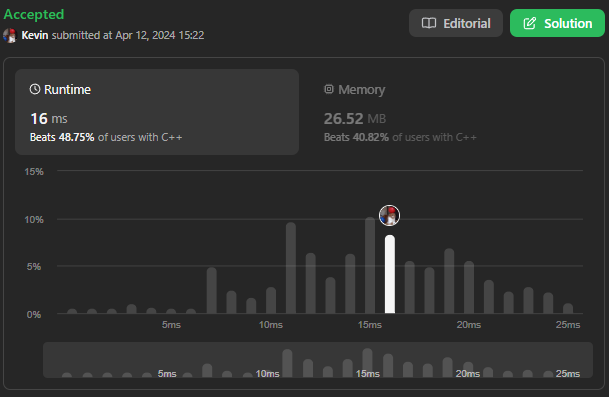 Accepted
Editorial
Solution
Kevin submitted at Apr 12, 2024 15:22
Runtime
Memory
16 ms
26.52 MB
Beats 48.75% of users with C++
Beats 40.82% of users with C++
15%
10%
5%
0%
5ms 10ms 15ms 20ms 25ms
5ms 10ms 15ms 20ms 25ms